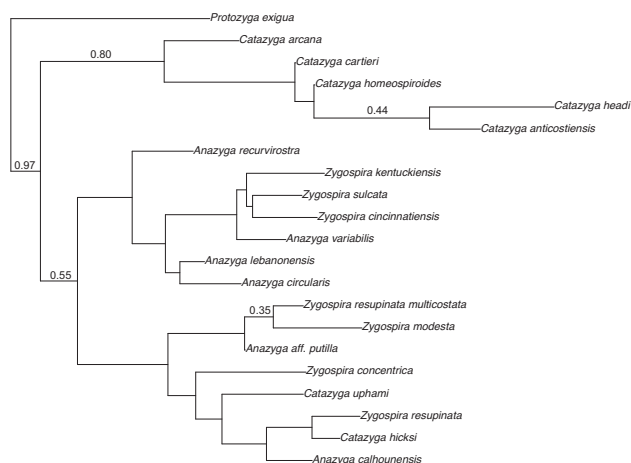 Protozyga exigua
Catazyga arcana
0.80
Catazyga cartieri
Catazyga homeospiroides
Catazyga headi
0.44
Catazyga anticostiensis
Anazyga recurvirostra
0.97
Zygospira kentuckiensis
Zygospira sulcata
Zygospira cincinnatiensis
Anazyga variabilis
Anazyga lebanonensis
0.55
Anazyga circularis
Zygospira resupinata multicostata
0.35
Zygospira modesta
Anazyga aff. putilla
Zygospira concentrica
Catazyga uphami
Zygospira resupinata
Catazyga hicksi
Anazyga calhounensis